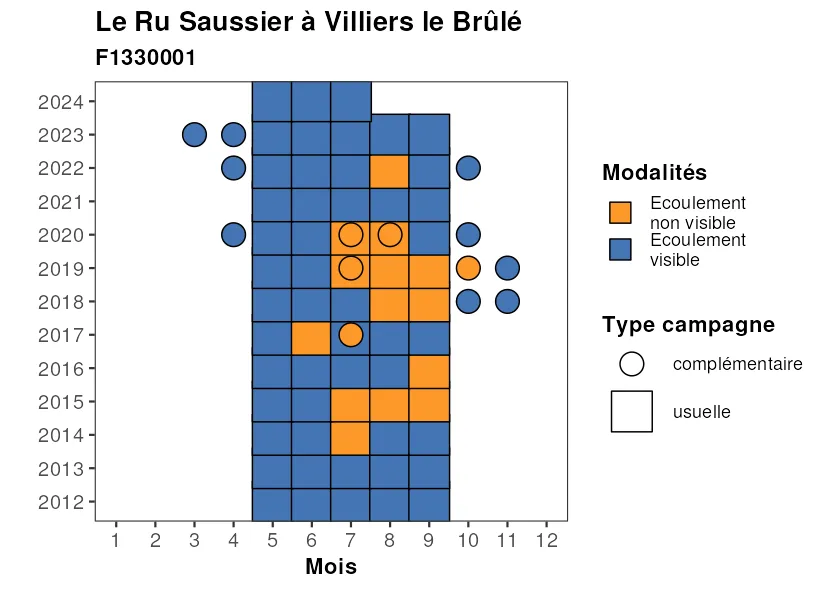 Le Ru Saussier à Villiers le Brûlé
F1330001
2024
2023
2022
2021
2020
2019
2018
2017
2016
2015
2014
2013
2012
1 2 3 4 5 6 7 8 9 10 11 12
Mois
Modalités
Ecoulement
non visible
Ecoulement
visible
Type campagne
complémentaire
usuelle